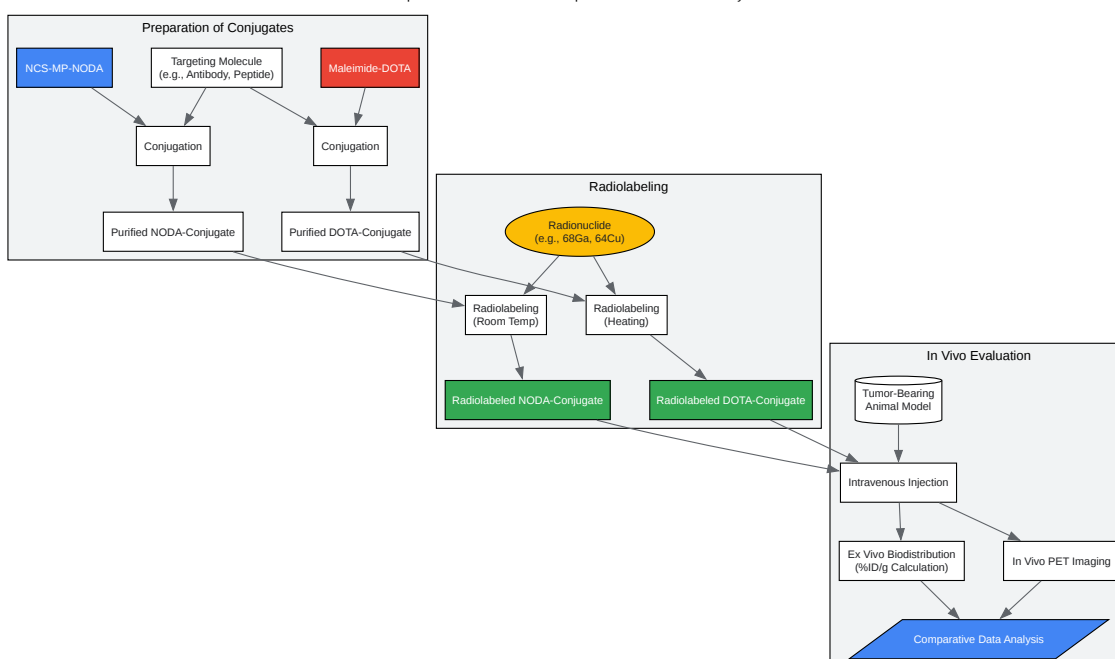 Preparation of Conjugates
NCS-MP-NODA
Targeting Molecule
(e.g., Antibody, Peptide)
Maleimide-DOTA
Conjugation
Conjugation
Purified NODA-Conjugate
Purified DOTA-Conjugate
Radiolabeling
Radionuclide
(e.g., 68Ga, 64Cu)
Radiolabeling
(Room Temp)
Radiolabeling
(Heating)
Radiolabeled NODA-Conjugate
Radiolabeled DOTA-Conjugate
In Vivo Evaluation
Tumor-Bearing
Animal Model
Intravenous Injection
Ex Vivo Biodistribution
(%ID/g Calculation)
In Vivo PET Imaging
Comparative Data Analysis